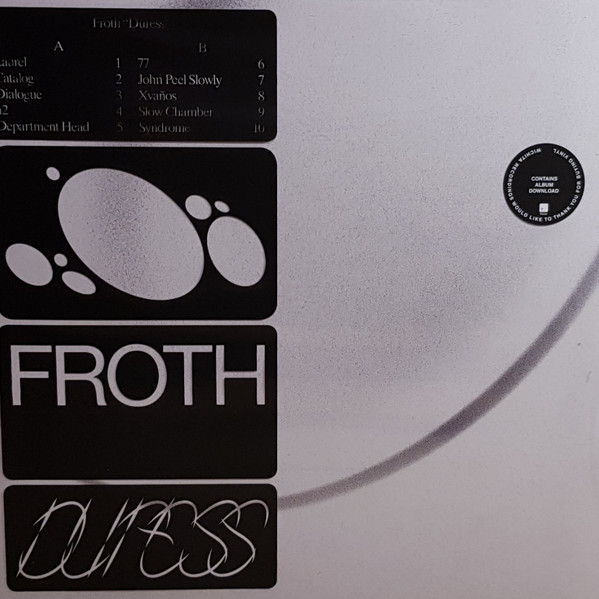 Froth "Duress"
A B
Laurel 1 77 6
Catalog 2 John Peel Slowly 7
Dialogue 3 Xvaños 8
A2 4 Slow Chamber 9
Department Head 5 Syndrome 10
WICHITA RECORDINGS WOULD LIKE TO THANK YOU FOR BUYING VINYL
CONTAINS
ALBUM
DOWNLOAD
FROTH
DURESS